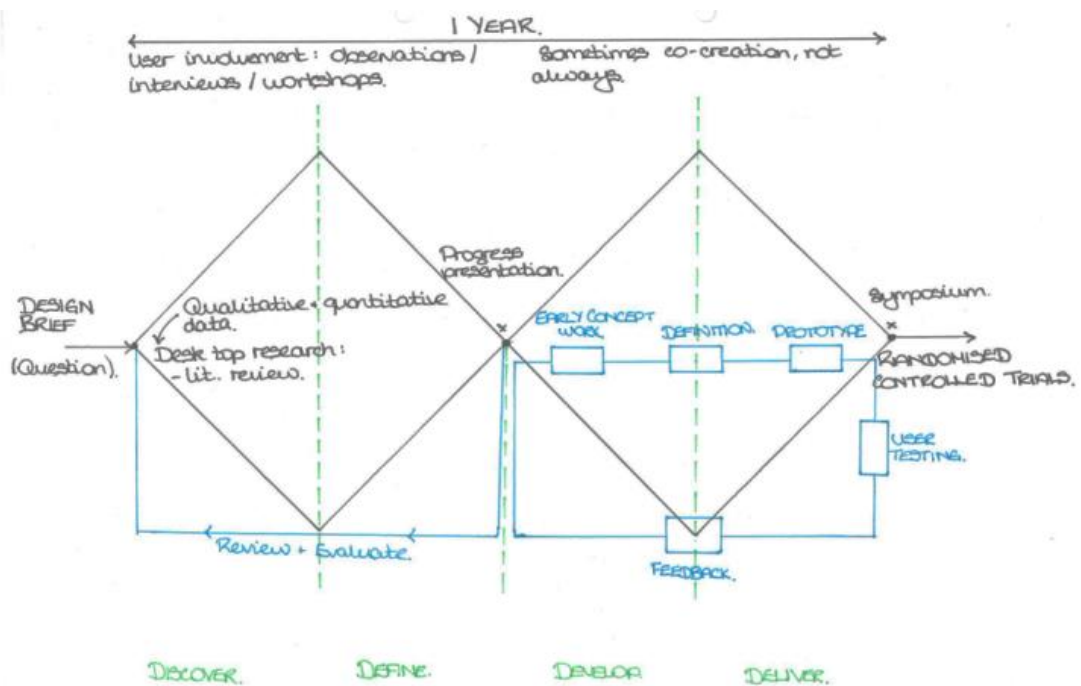 1 YEAR.
User involvement: observations /
interviews / workshops.
Sometimes co-creation, not
always.
Progress
presentation.
DESIGN
BRIEF
(Question).
Qualitative + quantitative
data.
Desk top research:
- lit. review.
x
EARLY CONCEPT
WORK
DEFINITION.
PROTOTYPE
Symposium.
x
RANDOMISED
CONTROLLED TRIALS.
USER
TESTING.
Review + Evaluate.
FEEDBACK.
DISCOVER.
DEFINE.
DEVELOP
DELIVER.